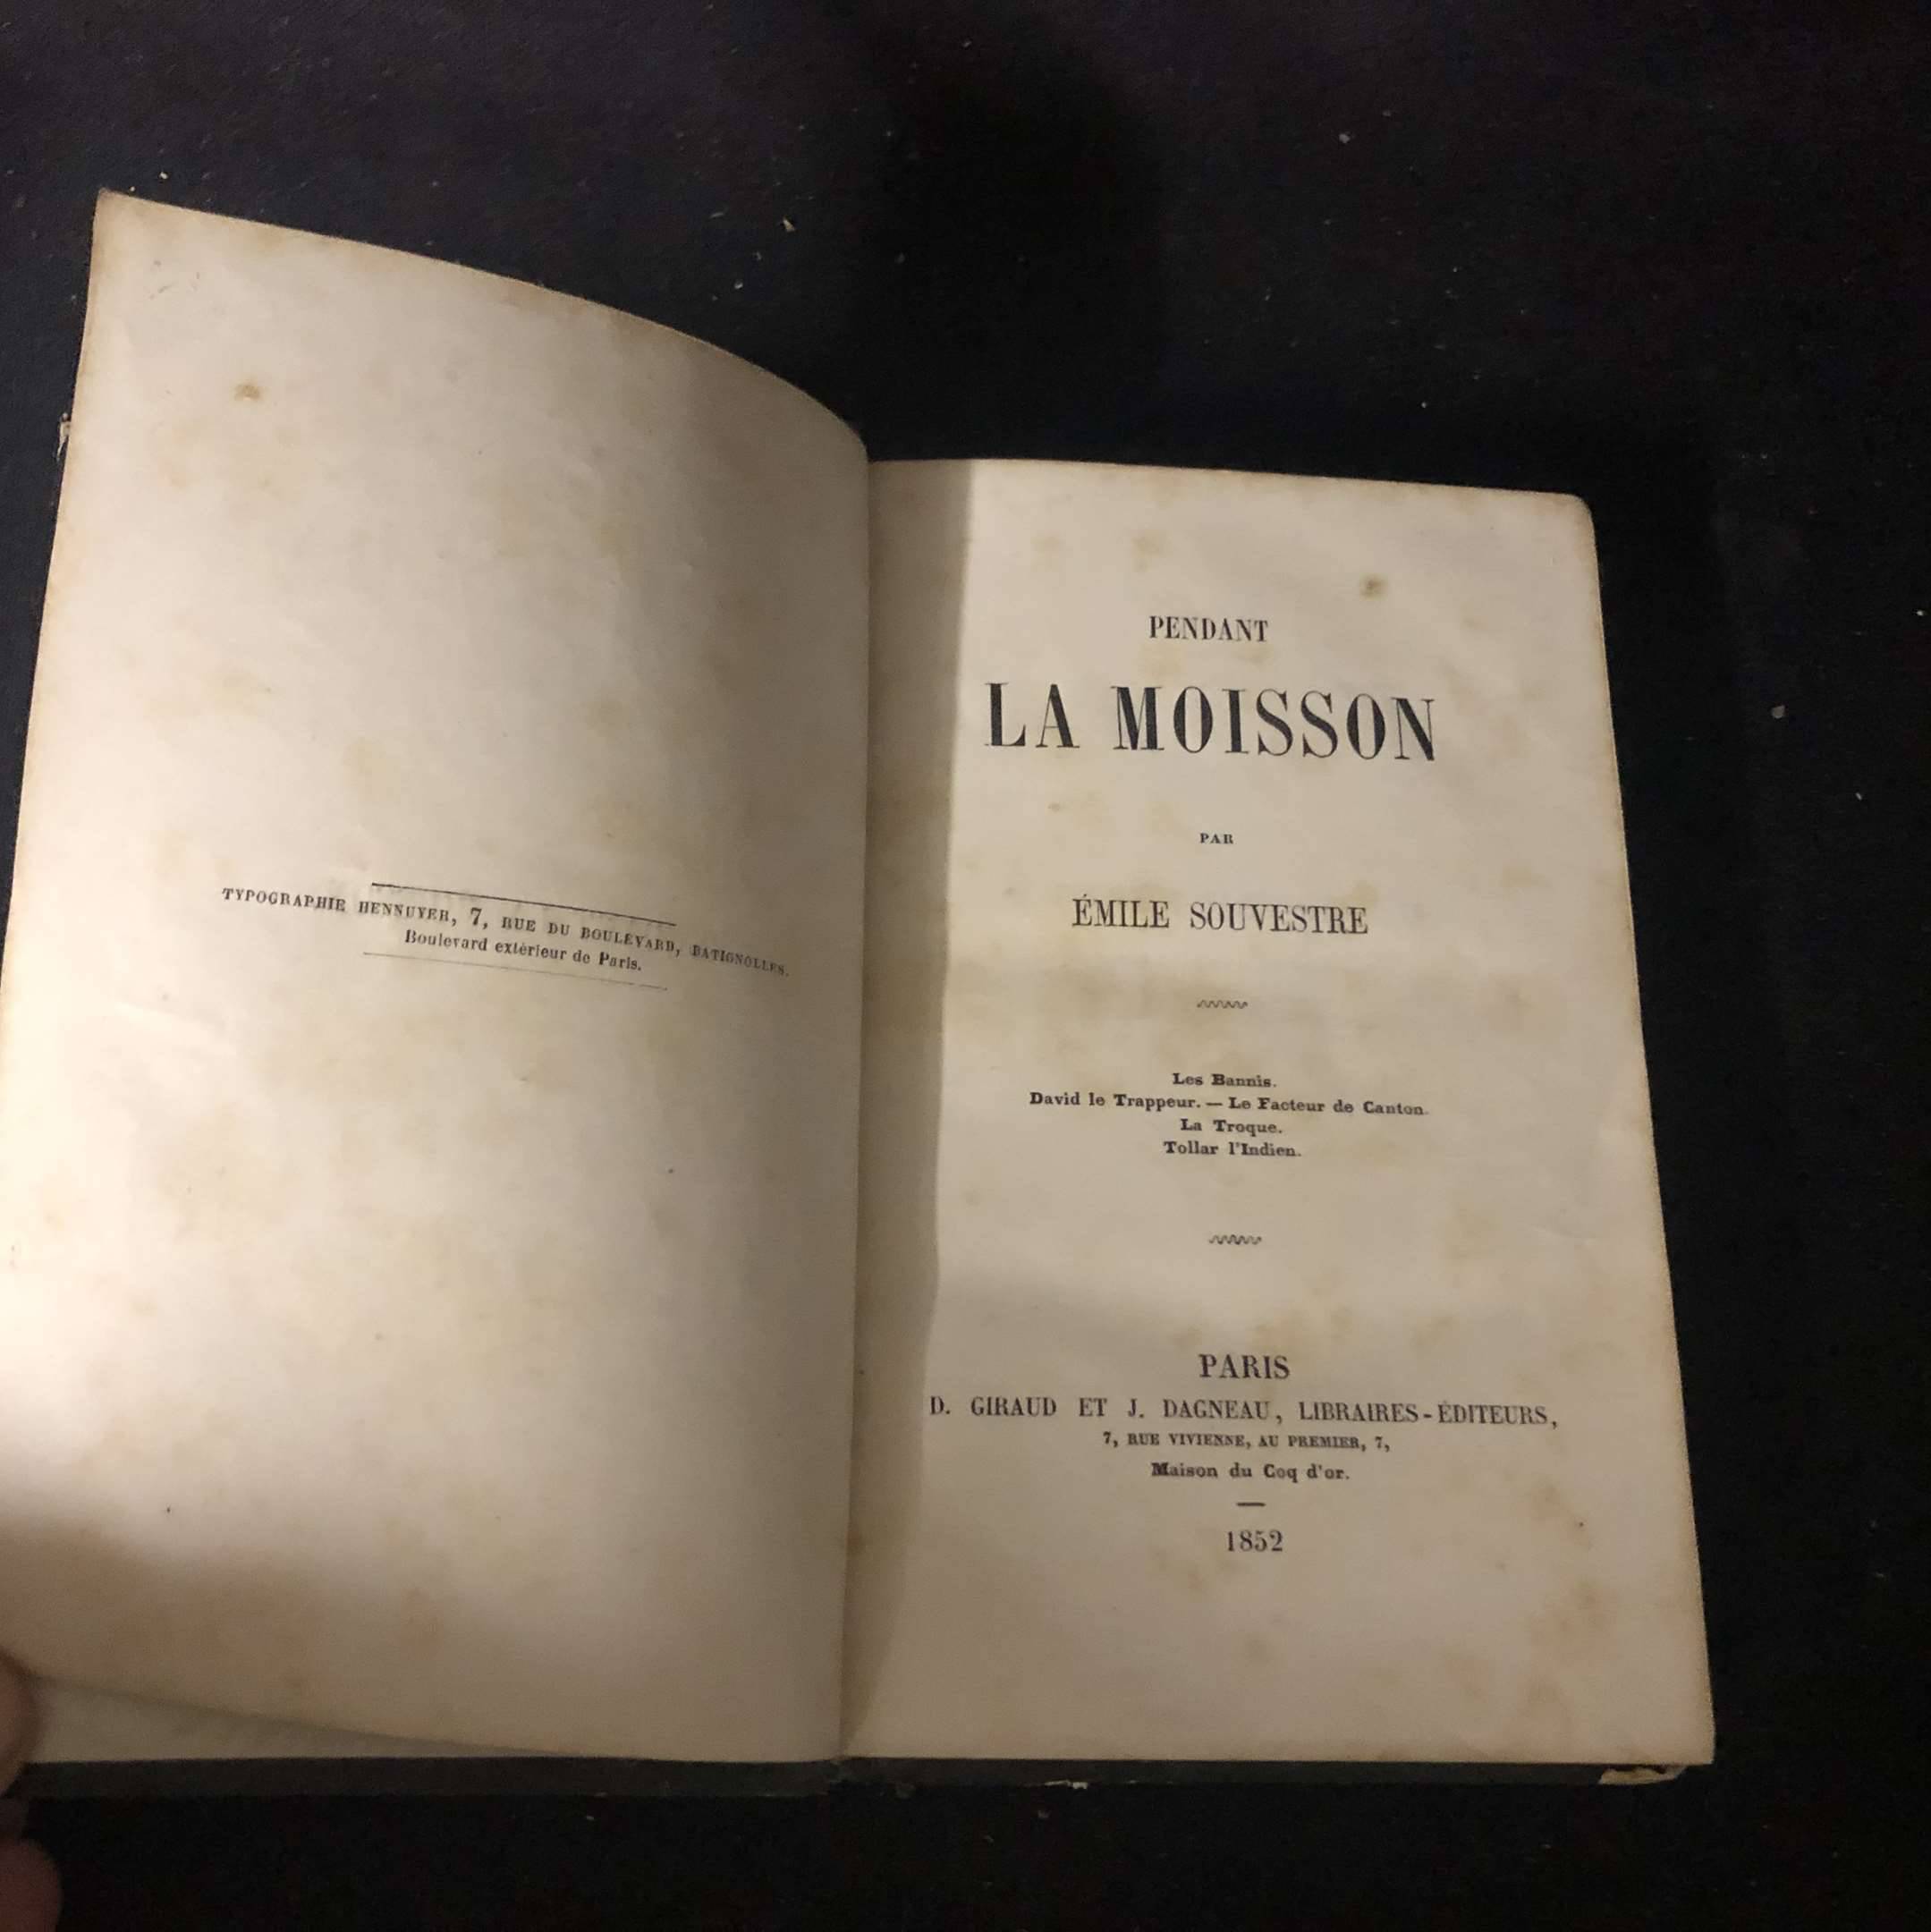 TYPOGRAPHIE HENNUYER, 7, RUE DU BOULEVARD, BATIGNOLLES.
Boulevard extérieur de Paris.
PENDANT
LA MOISSON
PAR
ÉMILE SOUVESTRE
Les Bannis.
David le Trappeur. — Le Facteur de Canton.
La Troque.
Tollar l'Indien.
PARIS
D. GIRAUD ET J. DAGNEAU, LIBRAIRES-ÉDITEURS,
7, RUE VIVIENNE, AU PREMIER, 7,
Maison du Coq d'or.
1852